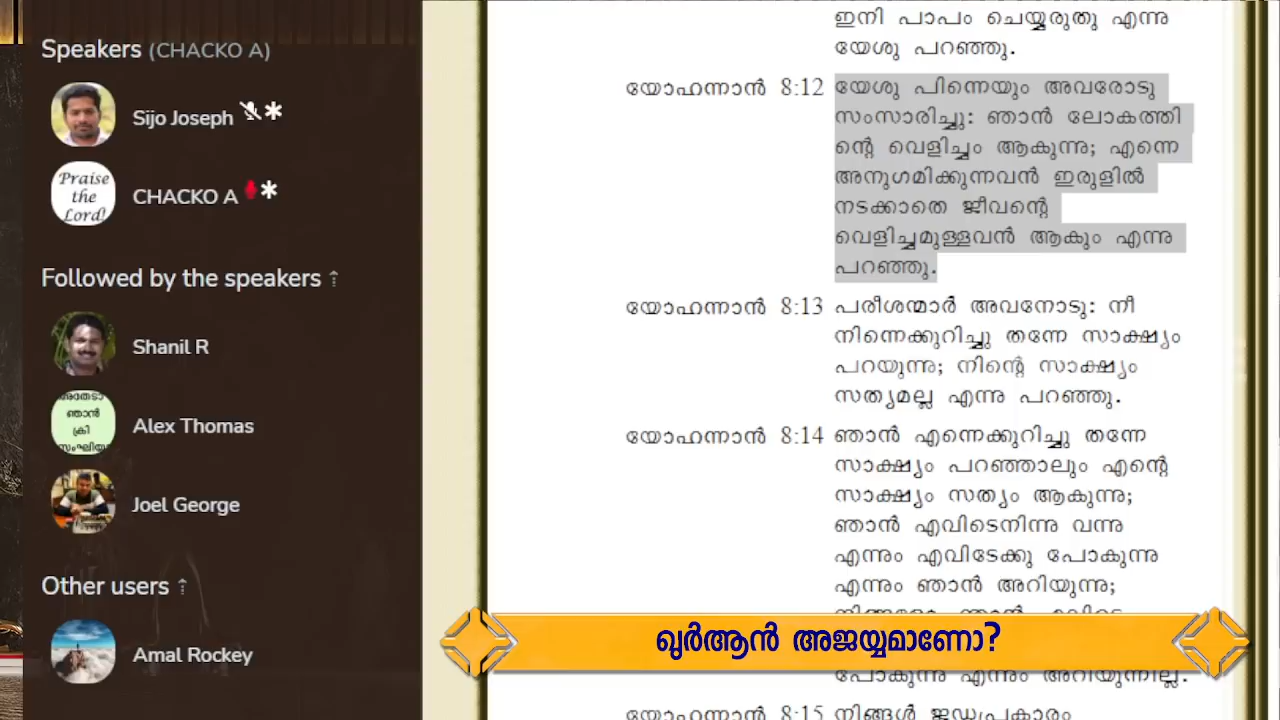 Speakers (CHACKO A)
Sijo Joseph
Praise
the
Lord!
CHACKO A
Followed by the speakers
Shanil R
അതേടാ
ഞാൻ
ക്രി
സംഘിയാ
Alex Thomas
Joel George
Other users
Amal Rockey
ഇനി പാപം ചെയ്യരുതു എന്നു
യേശു പറഞ്ഞു.
യോഹന്നാൻ 8:12 യേശു പിന്നെയും അവരോടു
സംസാരിച്ചു: ഞാൻ ലോകത്തി
ന്റെ വെളിച്ചം ആകുന്നു; എന്നെ
അനുഗമിക്കുന്നവൻ ഇരുളിൽ
നടക്കാതെ ജീവന്റെ
വെളിച്ചമുള്ളവൻ ആകും എന്നു
പറഞ്ഞു.
യോഹന്നാൻ 8:13 പരീശന്മാർ അവനോടു: നീ
നിന്നെക്കുറിച്ചു തന്നേ സാക്ഷ്യം
പറയുന്നു; നിന്റെ സാക്ഷ്യം
സത്യമല്ല എന്നു പറഞ്ഞു.
യോഹന്നാൻ 8:14 ഞാൻ എന്നെക്കുറിച്ചു തന്നേ
സാക്ഷ്യം പറഞ്ഞാലും എന്റെ
സാക്ഷ്യം സത്യം ആകുന്നു;
ഞാൻ എവിടെനിന്നു വന്നു
എന്നും എവിടേക്കു പോകുന്നു
എന്നും ഞാൻ അറിയുന്നു;
ഖുർആൻ അജയ്യമാണോ?
പോകുന്നു എന്നും അറിയുന്നില്ല.
യോഹന്നാൻ 8:15 നിങ്ങൾ ജഡപ്രകാരം